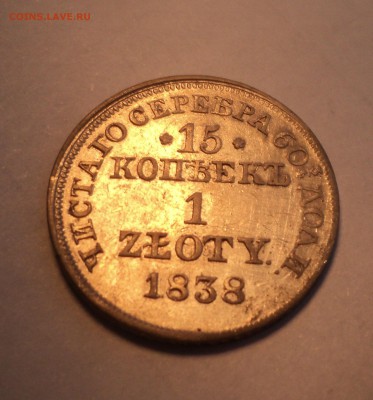 COINS.LAVE.RU
ЧИСТАГО СЕРЕБРА 60⅔ ДОЛИ
* 15 *
КОПѢЕКЪ
1
ZŁOTY.
1838